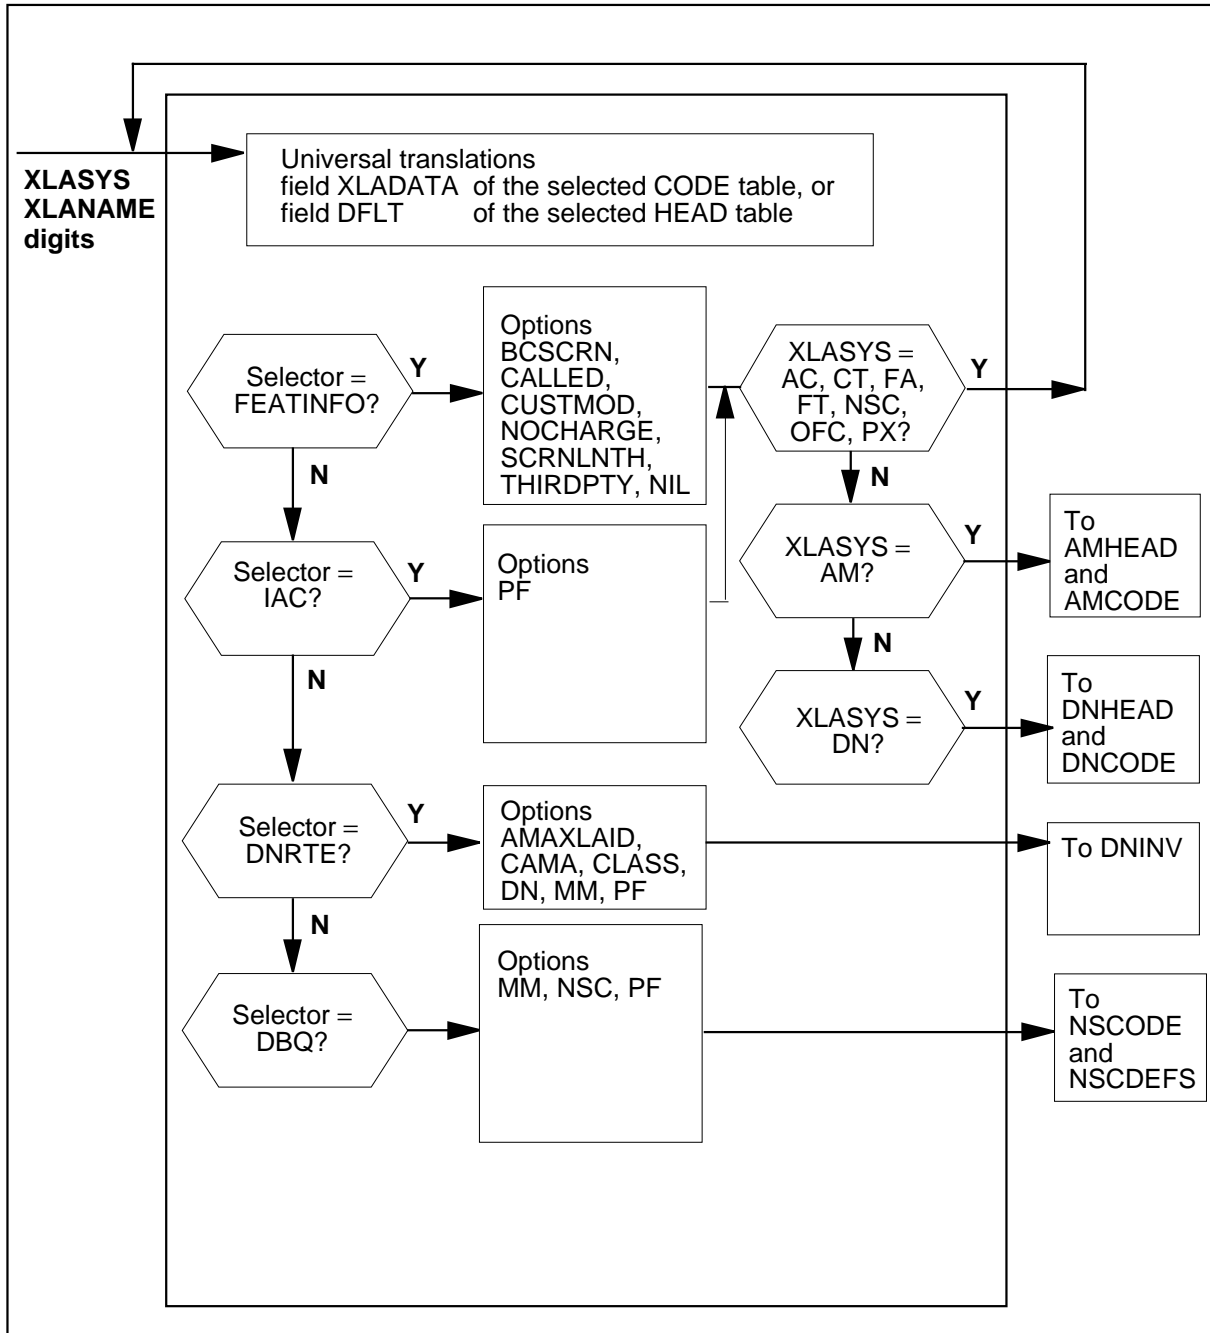 XLASYS
XLANAME
digits
Universal translations
field XLADATA of the selected CODE table, or
field DFLT of the selected HEAD table
Selector =
FEATINFO?
Y
N
Options
BCSCRN,
CALLED,
CUSTMOD,
NOCHARGE,
SCRNLNTH,
THIRDPTY, NIL
XLASYS =
AC, CT, FA,
FT, NSC,
OFC, PX?
Y
N
Selector =
IAC?
Y
N
Options
PF
XLASYS =
AM?
Y
N
To
AMHEAD
and
AMCODE
XLASYS =
DN?
Y
To
DNHEAD
and
DNCODE
Selector =
DNRTE?
Y
N
Options
AMAXLAID,
CAMA, CLASS,
DN, MM, PF
To DNINV
Selector =
DBQ?
Options
MM, NSC, PF
To
NSCODE
and
NSCDEFS